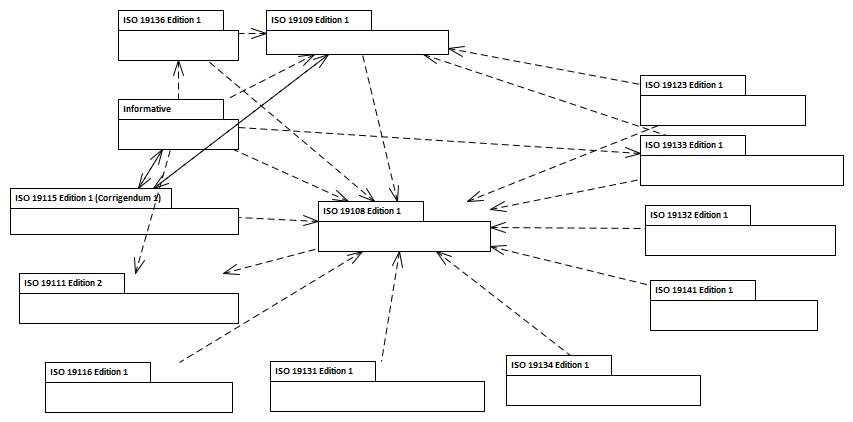 ISO 19136 Edition 1
ISO 19109 Edition 1
ISO 19123 Edition 1
Informative
ISO 19133 Edition 1
ISO 19115 Edition 1 (Corrigendum 1)
ISO 19108 Edition 1
ISO 19132 Edition 1
ISO 19111 Edition 2
ISO 19141 Edition 1
ISO 19116 Edition 1
ISO 19131 Edition 1
ISO 19134 Edition 1